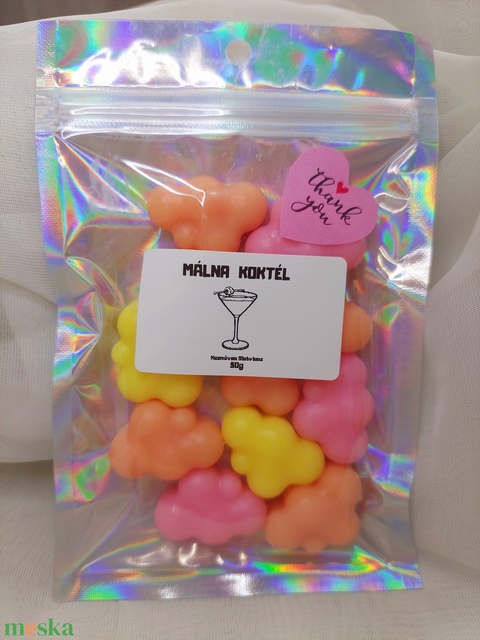 thank
you
MÁLNA KOKTÉL
50g
meska